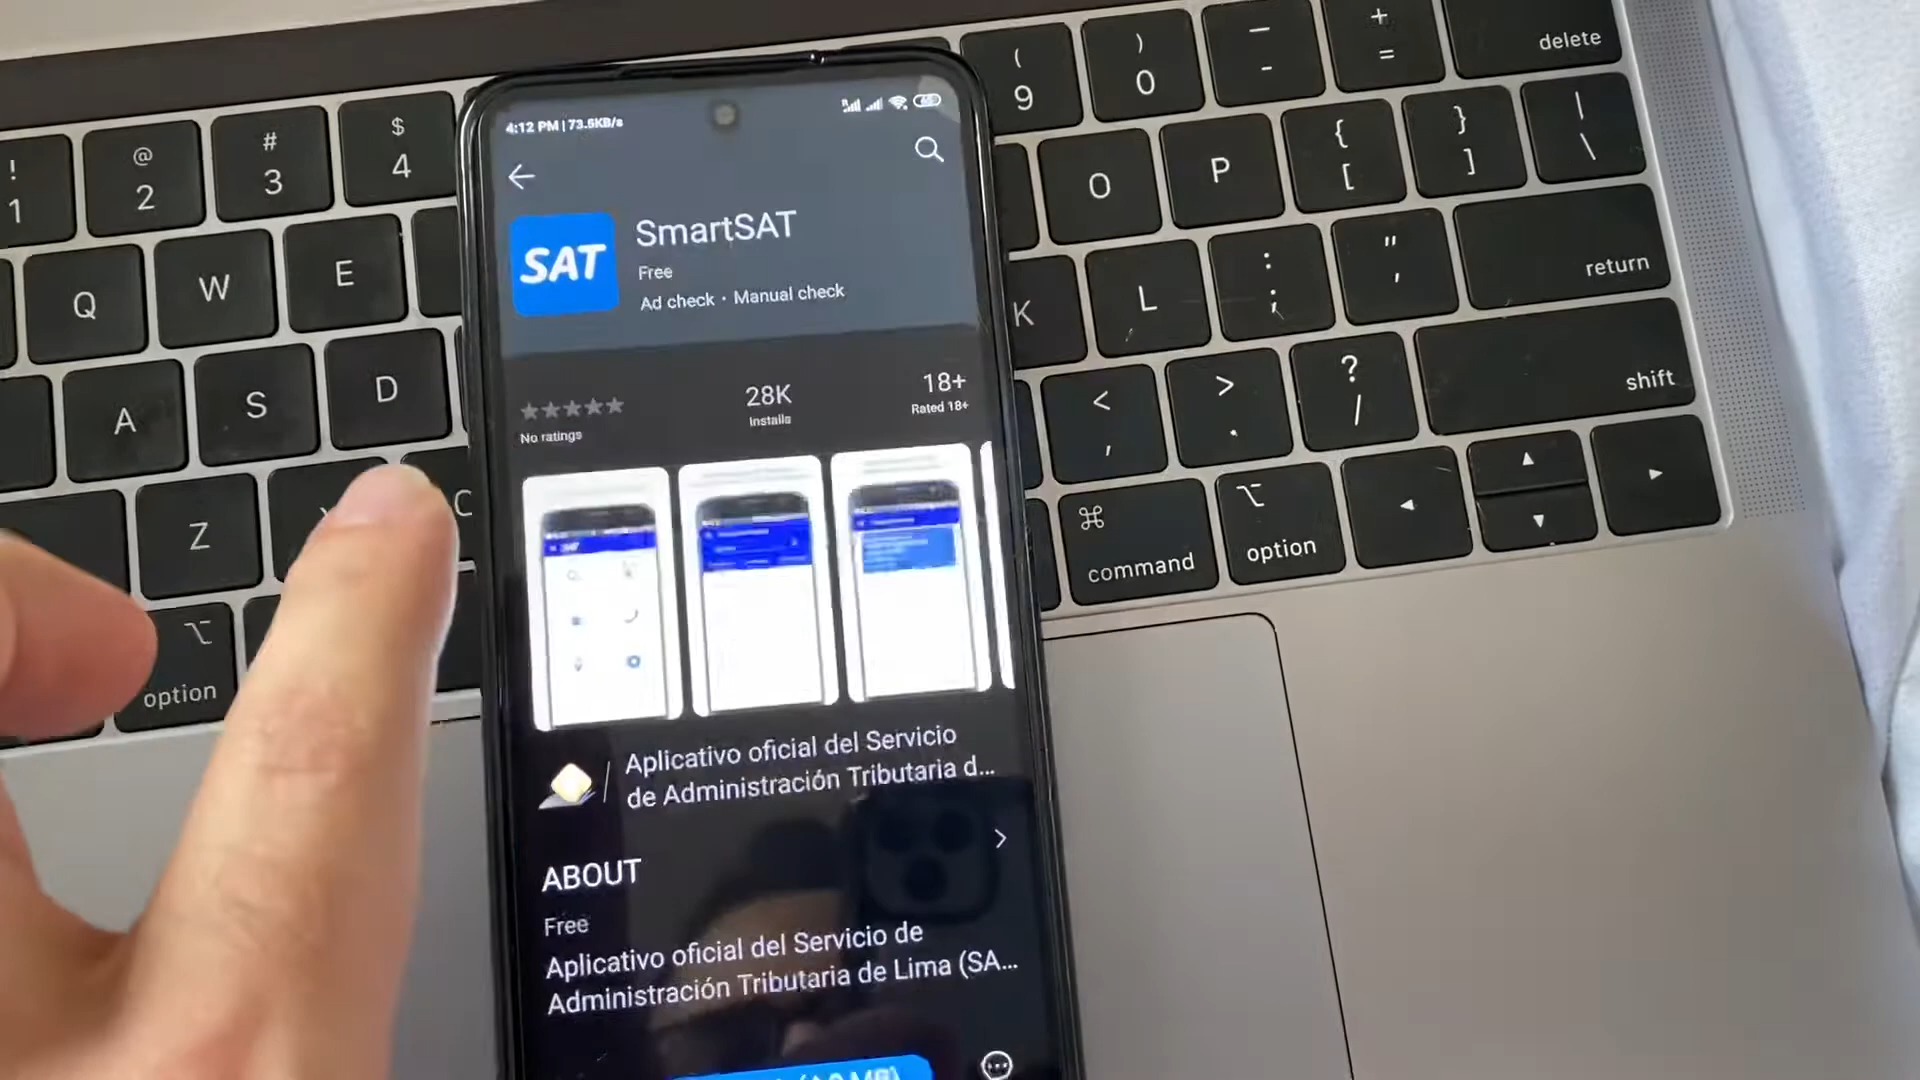 ! @ # $ ( ) — +
1 2 3 4 9 0 - = delete
Q W E O P { [ } ] | \
A S D K L : ; " ' return
Z C < , > . ? / shift
option ⌘ command ⌥ option
4:12 PM | 73.5KB/s
SmartSAT
SAT
Free
Ad check · Manual check
28K
18+
No ratings
Installs
Rated 18+
Aplicativo oficial del Servicio
de Administración Tributaria d...
ABOUT
Free
Aplicativo oficial del Servicio de
Administración Tributaria de Lima (SA...